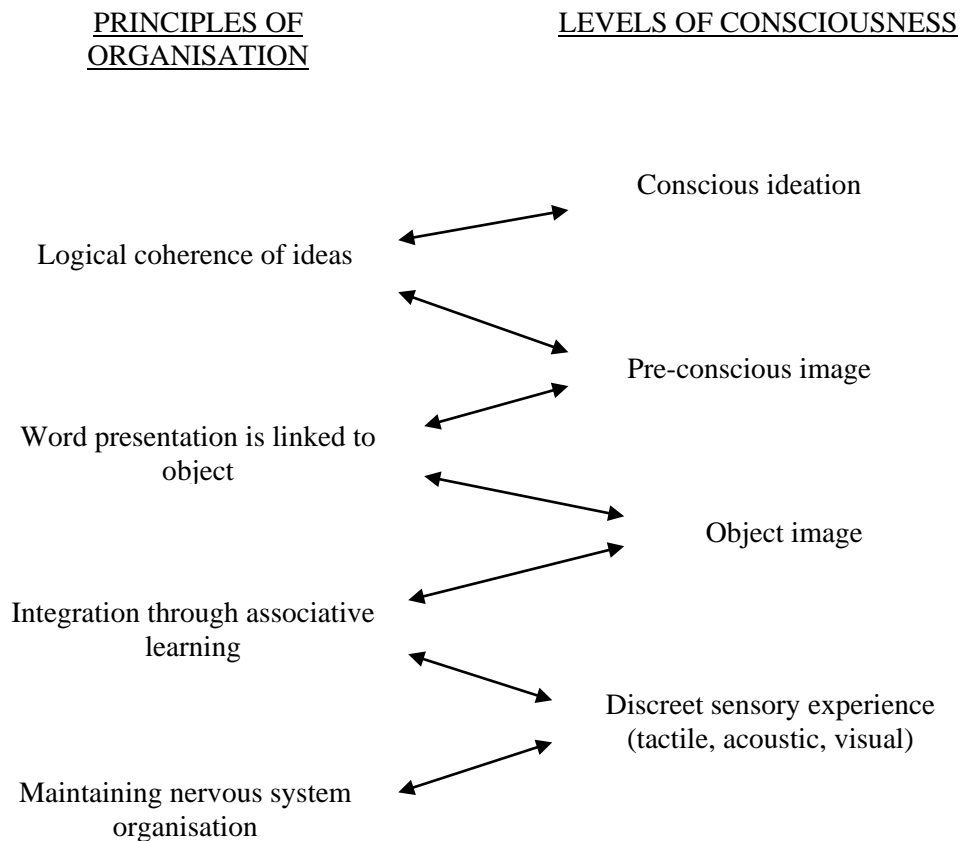 PRINCIPLES OF
ORGANISATION
LEVELS OF CONSCIOUSNESS
Conscious ideation
Logical coherence of ideas
Pre-conscious image
Word presentation is linked to
object
Object image
Integration through associative
learning
Discreet sensory experience
(tactile, acoustic, visual)
Maintaining nervous system
organisation